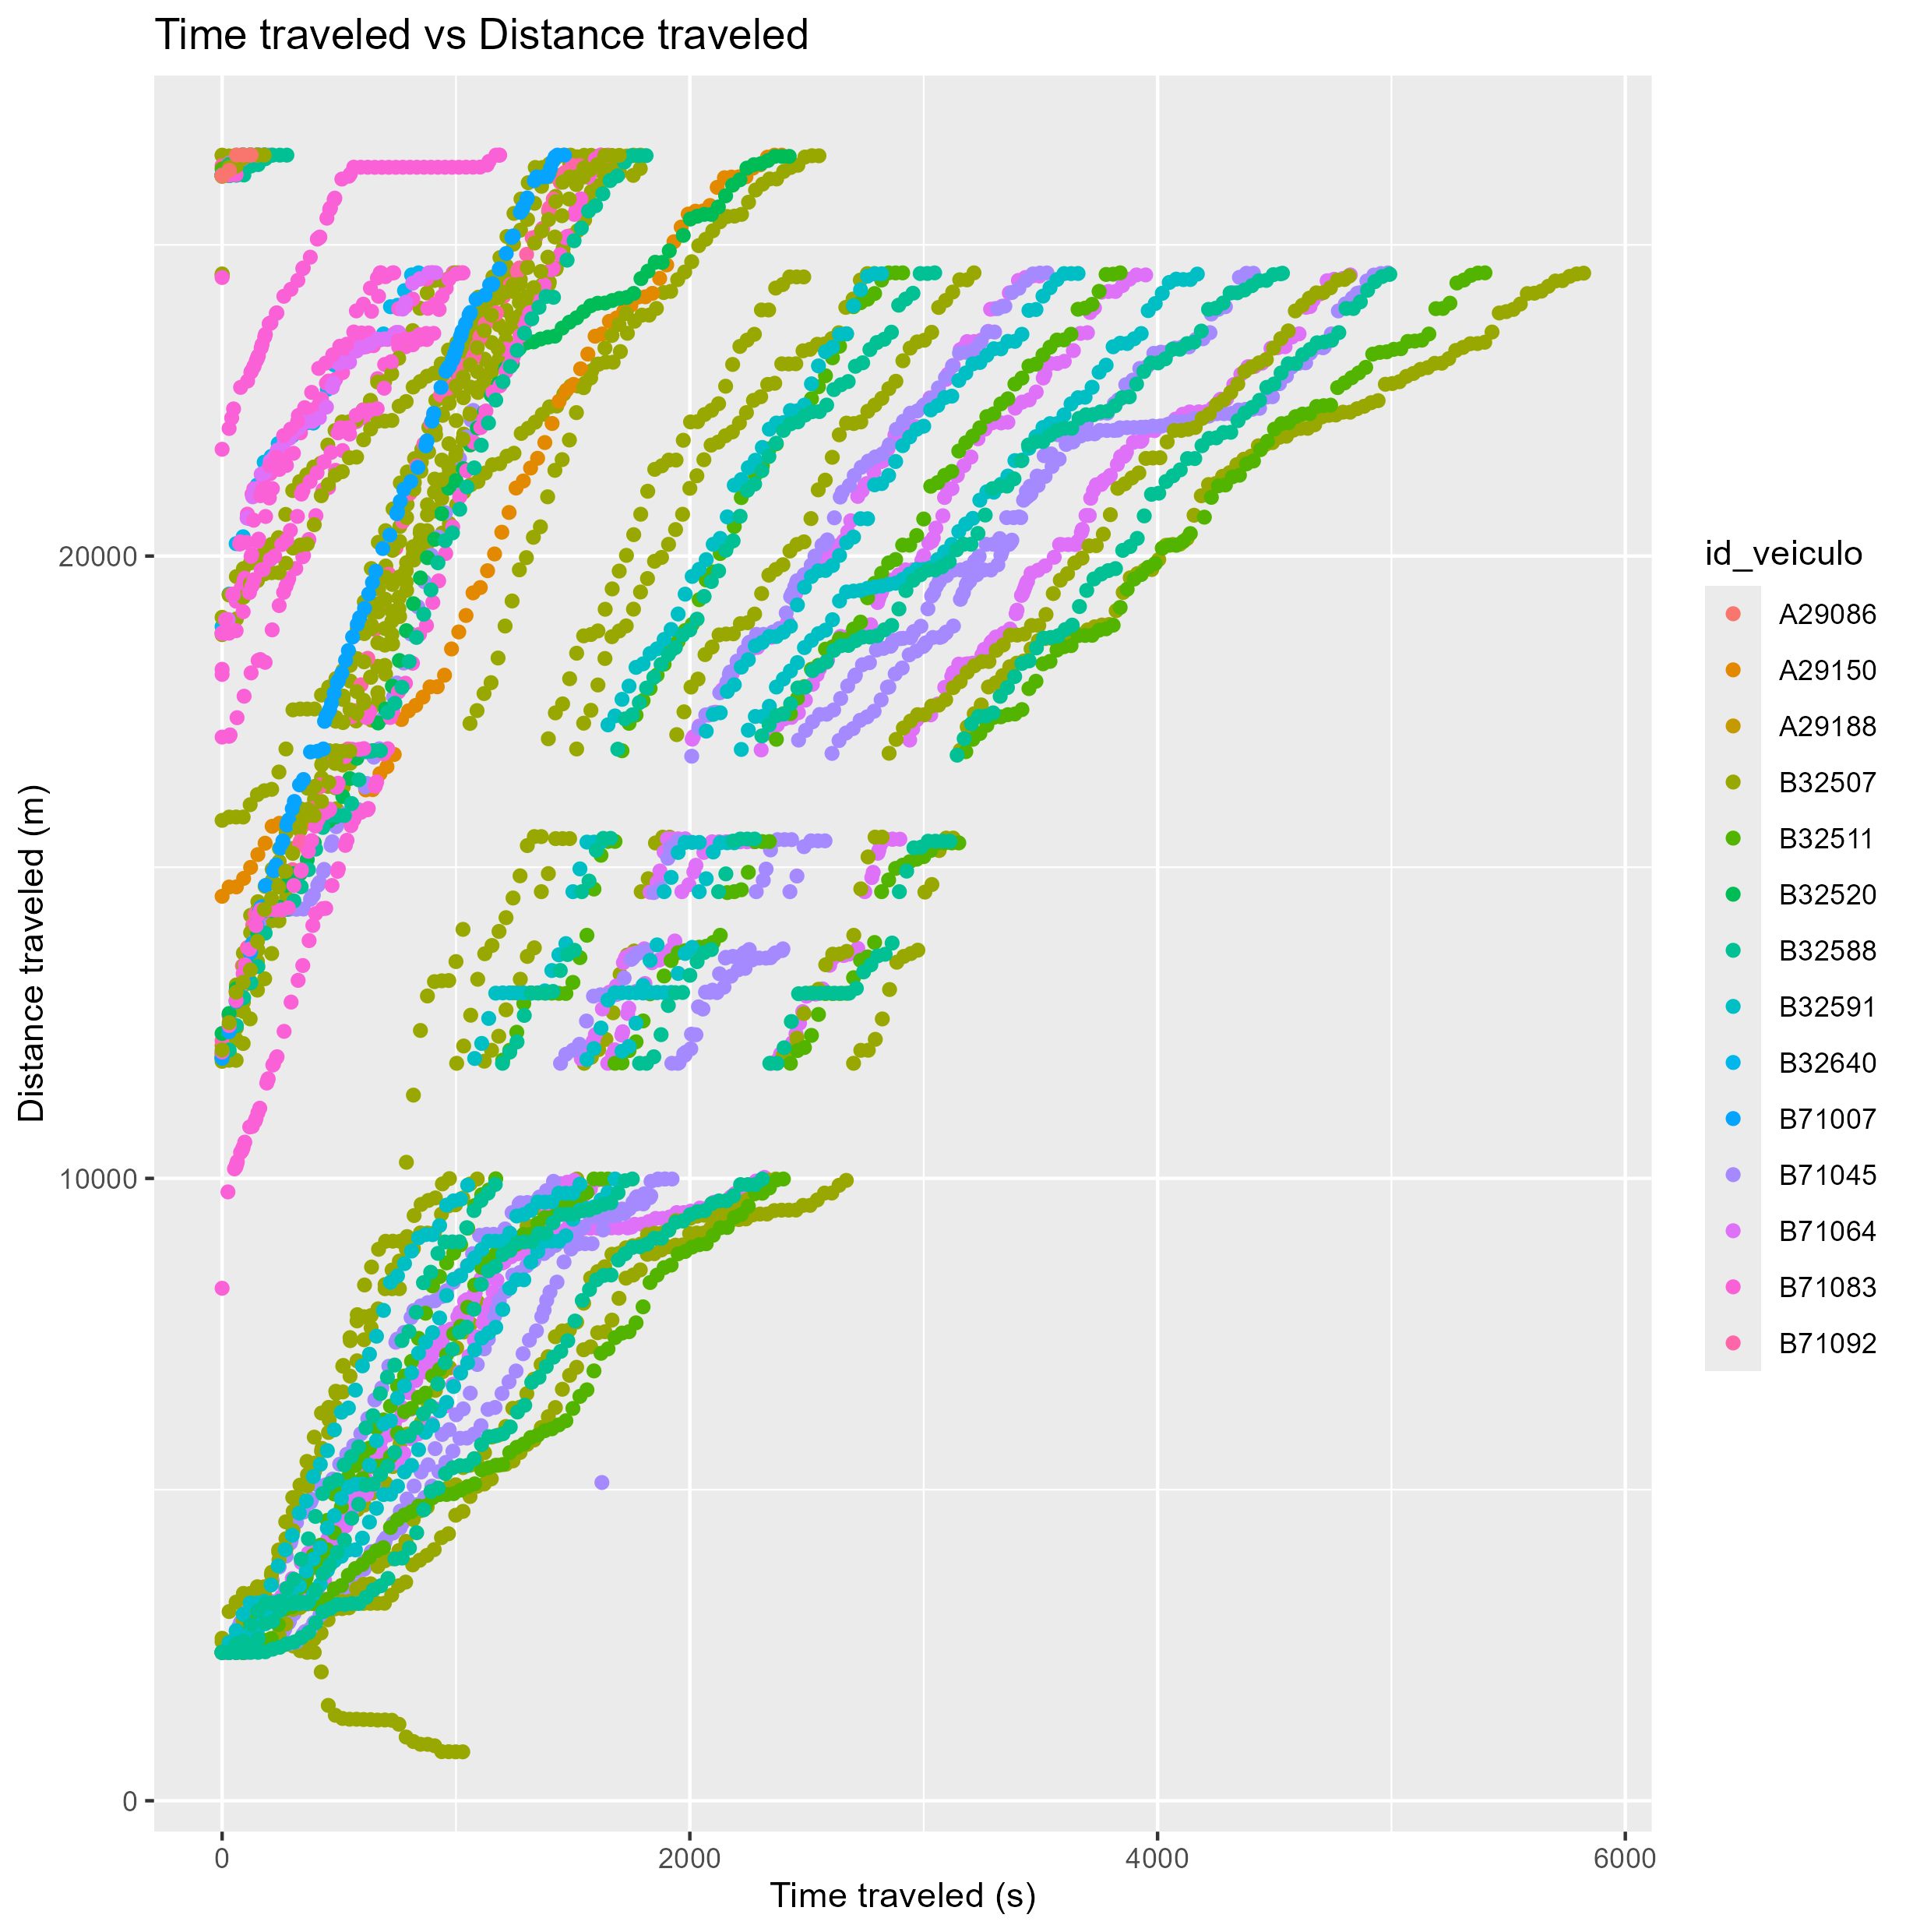 Time traveled vs Distance traveled
Distance traveled (m)
20000
10000
0
0
2000
4000
6000
Time traveled (s)
id_veiculo
A29086
A29150
A29188
B32507
B32511
B32520
B32588
B32591
B32640
B71007
B71045
B71064
B71083
B71092